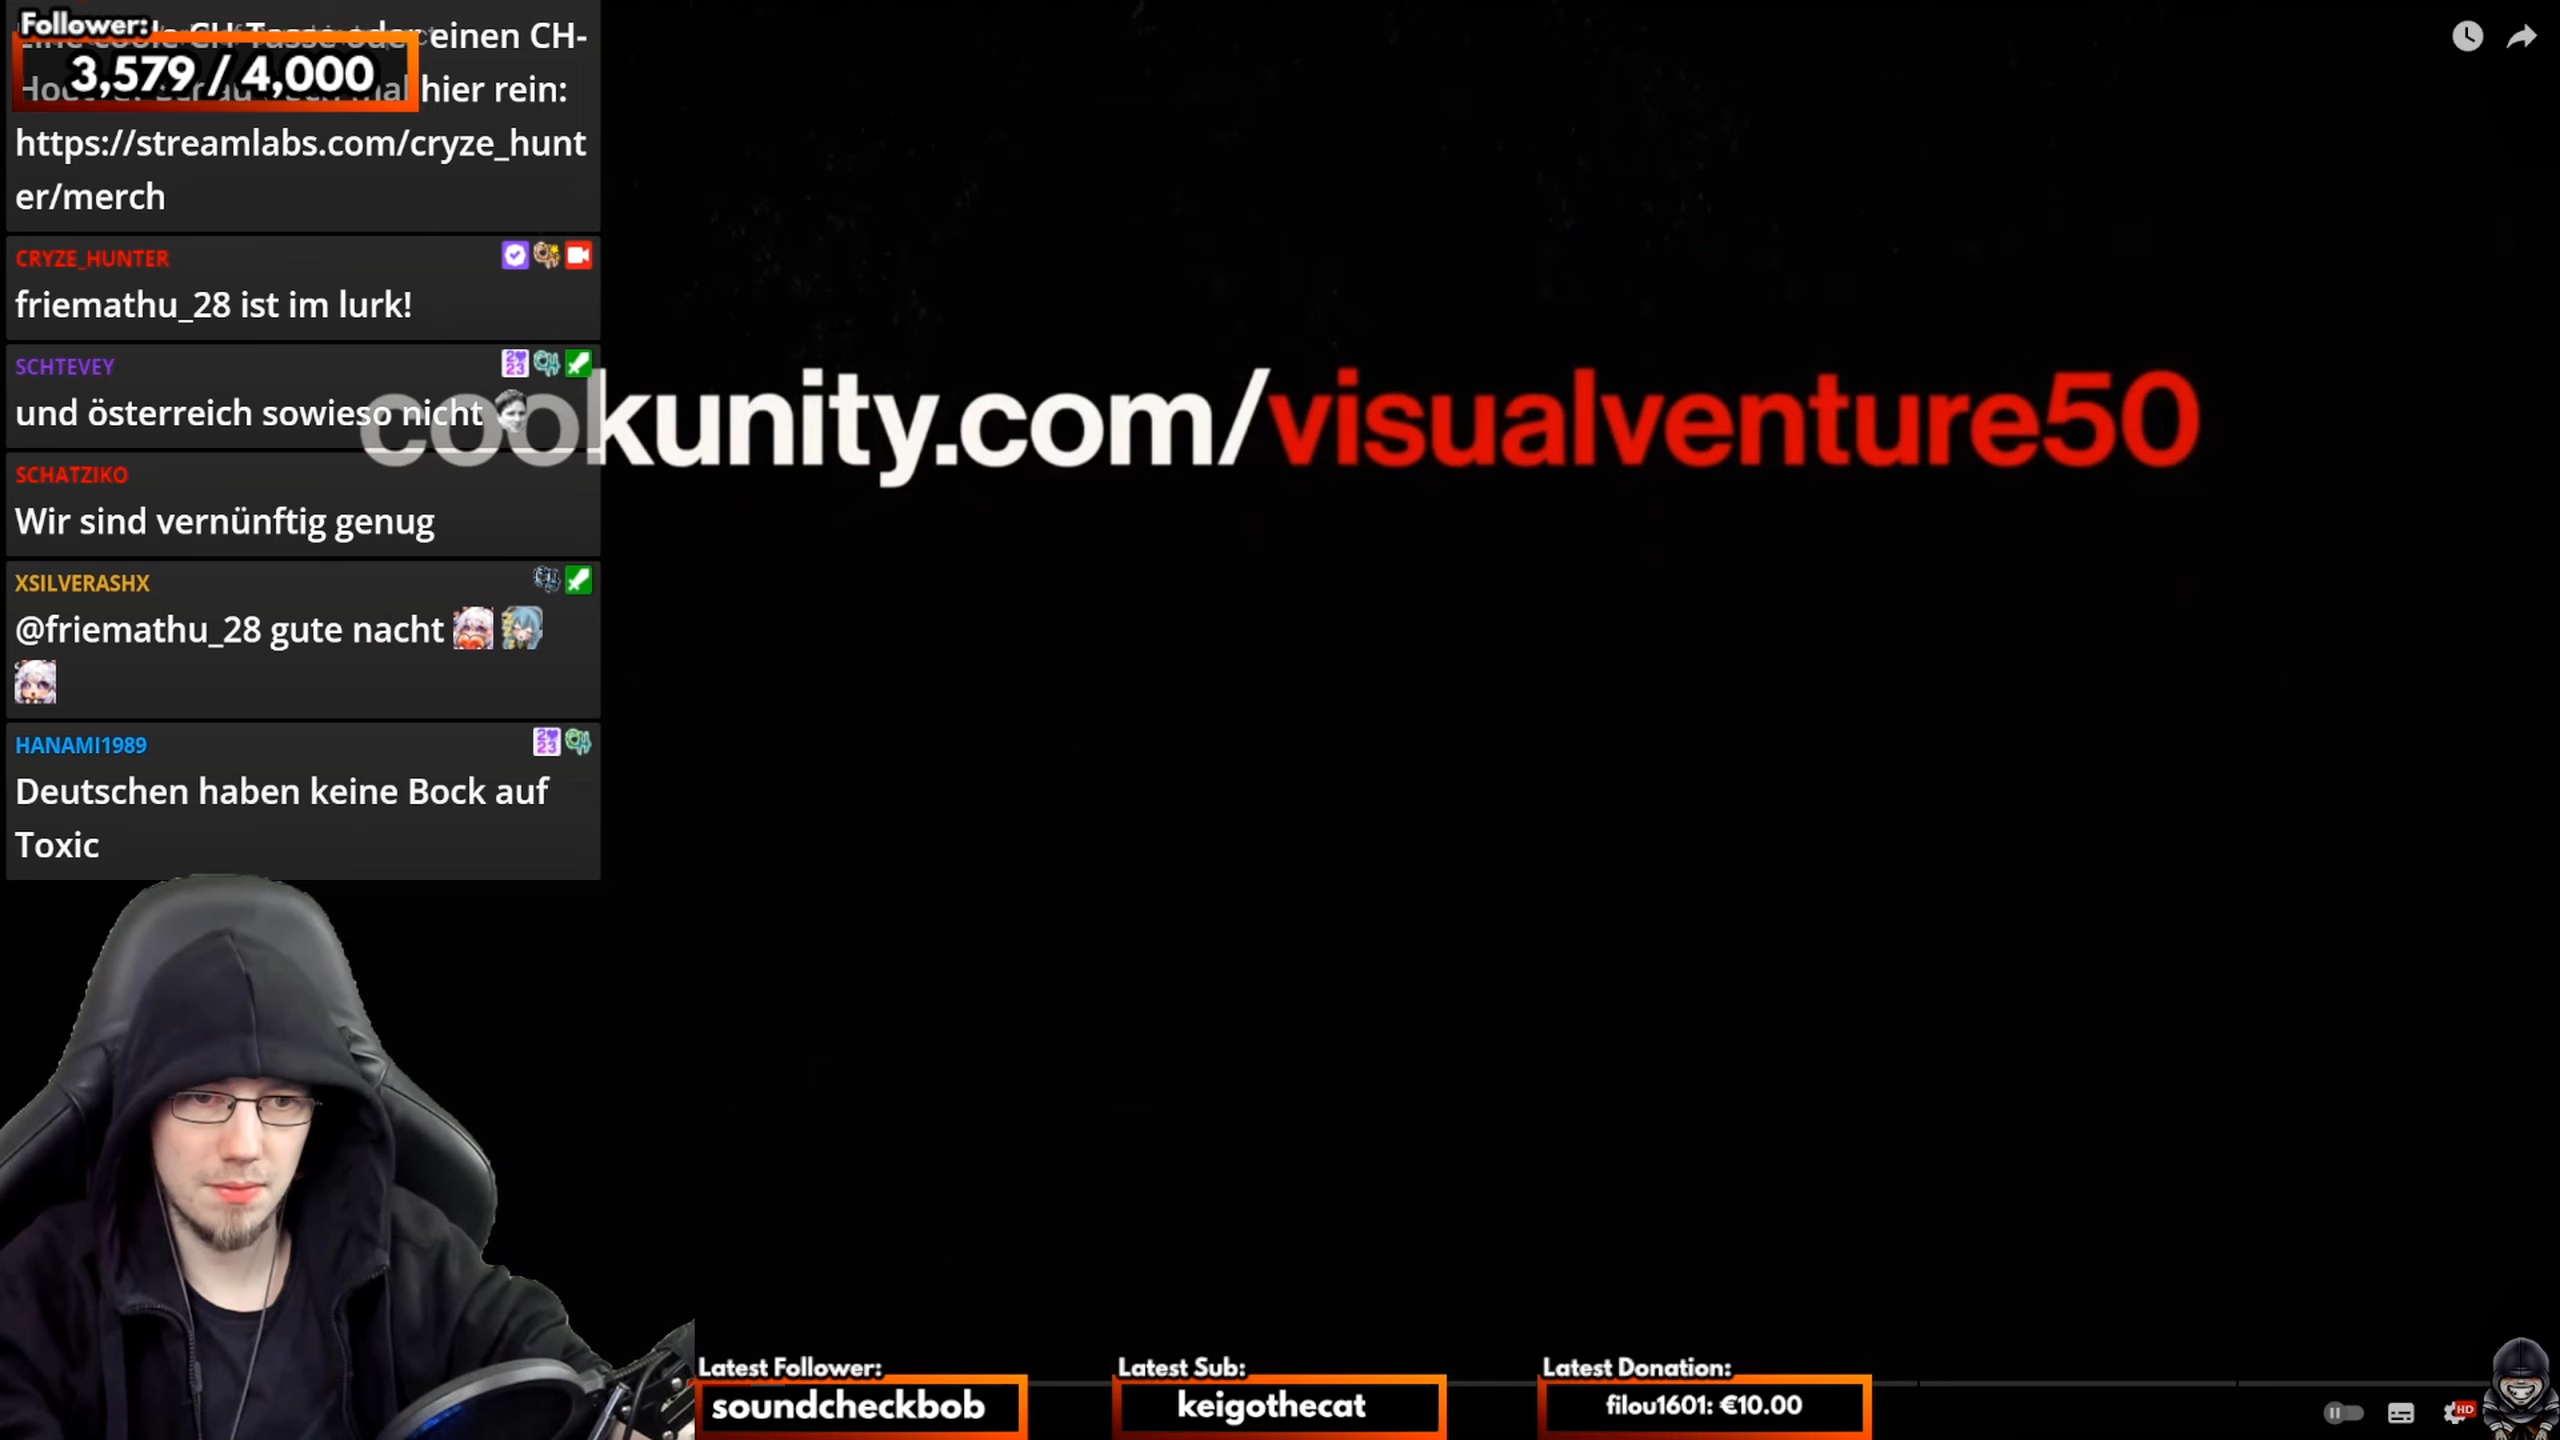 Follower:
3,579 / 4,000
einen CH-
hier rein:
https://streamlabs.com/cryze_hunt
er/merch
CRYZE_HUNTER
friemathu_28 ist im lurk!
SCHTEVEY
und österreich sowieso nicht
cookunity.com/visualventure50
SCHATZIKO
Wir sind vernünftig genug
XSILVERASHX
@friemathu_28 gute nacht
HANAMI1989
Deutschen haben keine Bock auf
Toxic
Latest Follower:
soundcheckbob
Latest Sub:
keigothecat
Latest Donation:
filou1601: €10.00
HD